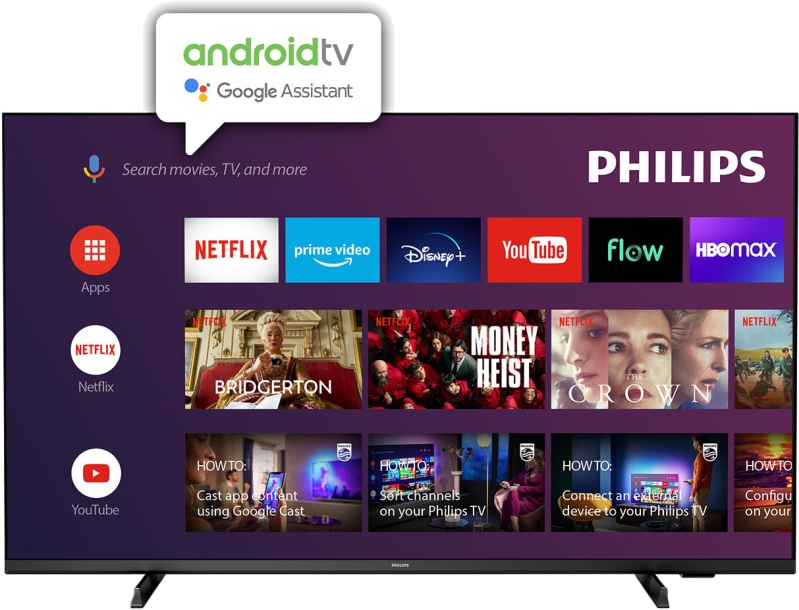 androidtv
Google Assistant
Search movies, TV, and more
PHILIPS
NETFLIX
prime video
Disney+
YouTube
flow
HBOmax
Apps
NETFLIX
BRIDGERTON
NETFLIX
MONEY
HEIST
NETFLIX
THE
CROWN
NETFLIX
NETFLIX
Netflix
HOW TO:
Cast app content
using Google Cast
HOW TO:
Sort channels
on your Philips TV
HOW TO:
Connect an external
device to your Philips TV
HOW TO
Configu
on your
YouTube
PHILIPS